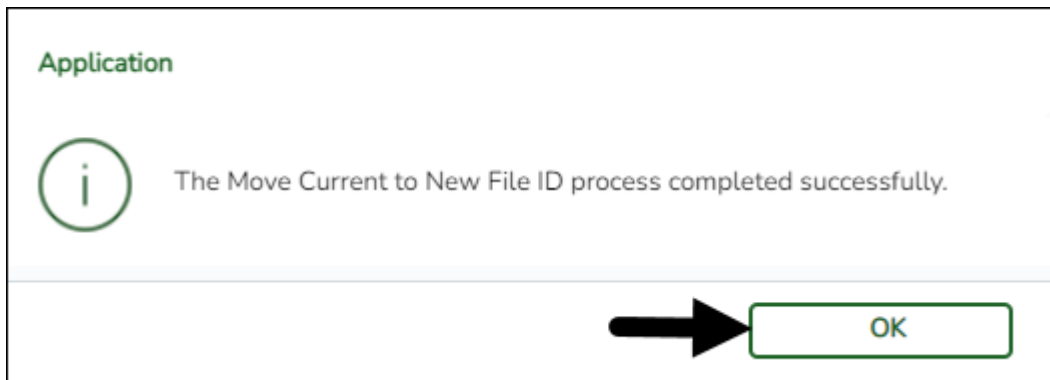 Application
i
The Move Current to New File ID process completed successfully.
OK